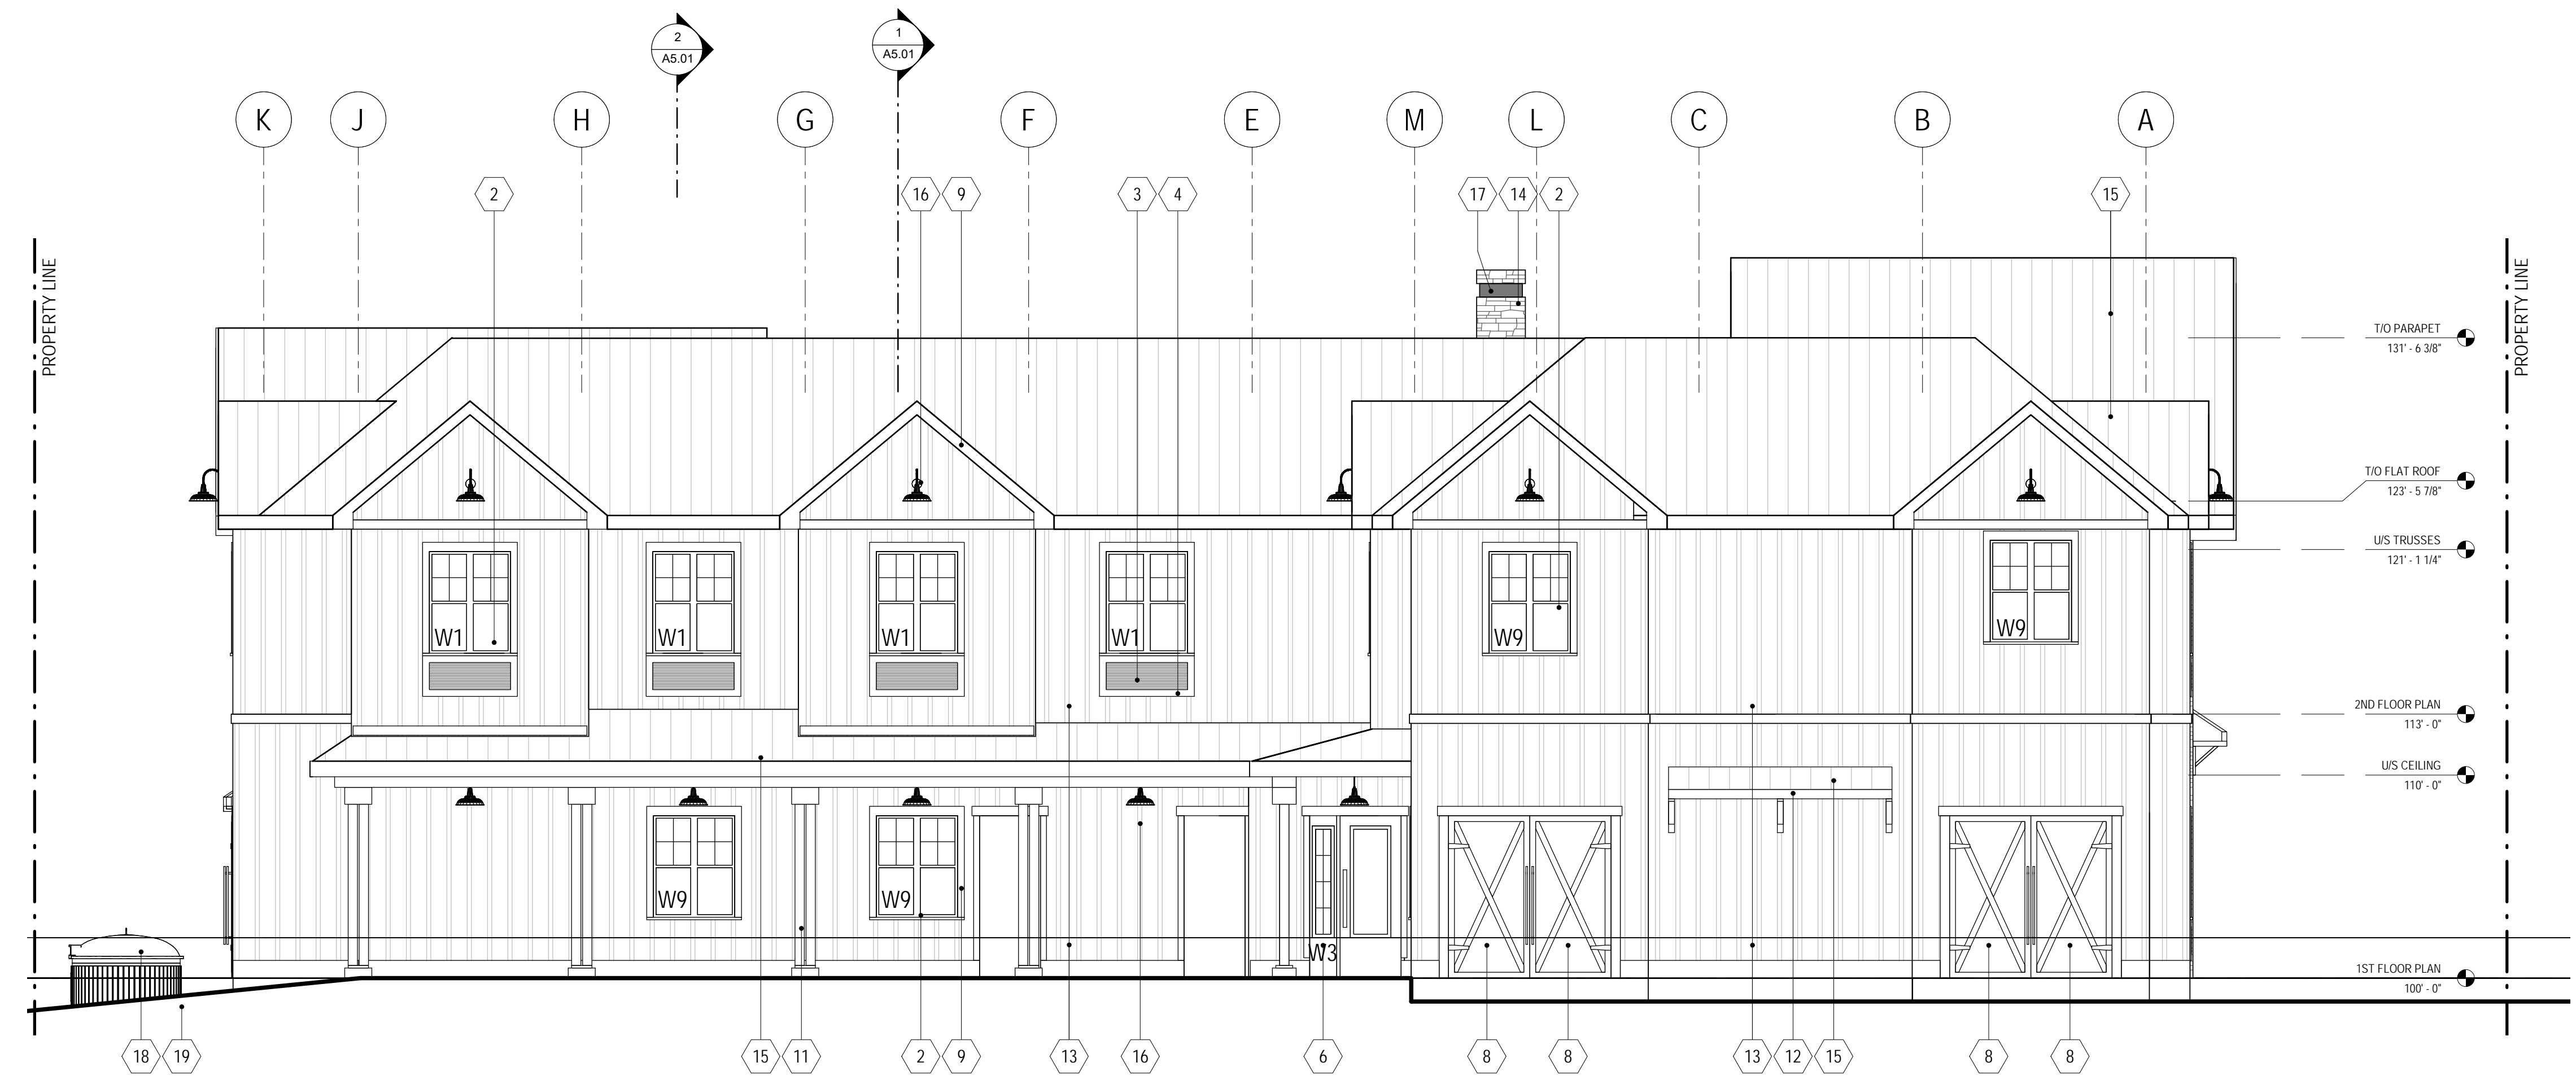 2
A5.01
1
A5.01
K
J
H
G
F
E
M
L
C
B
A
2
16
9
3
4
17
14
2
15
PROPERTY LINE
PROPERTY LINE
T/O PARAPET
131' - 6 3/8"
T/O FLAT ROOF
123' - 5 7/8"
U/S TRUSSES
121' - 1 1/4"
W1
W1
W1
W1
W9
W9
2ND FLOOR PLAN
113' - 0"
U/S CEILING
110' - 0"
W9
W9
W3
1ST FLOOR PLAN
100' - 0"
18
19
15
11
2
9
13
16
6
8
8
13
12
15
8
8